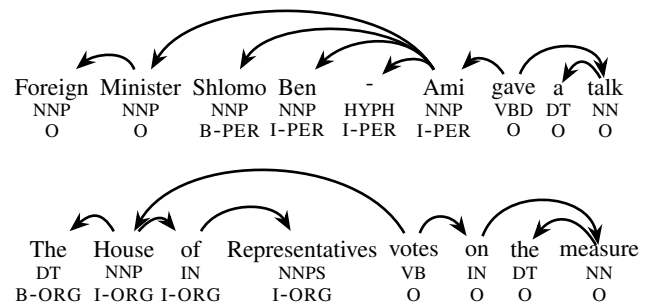 Foreign Minister Shlomo Ben - Ami gave a talk
NNP NNP NNP NNP HYPH NNP VBD DT NN
O O B-PER I-PER I-PER I-PER O O O
The House of Representatives votes on the measure
DT NNP IN NNPS VB IN DT NN
B-ORG I-ORG I-ORG I-ORG O O O O